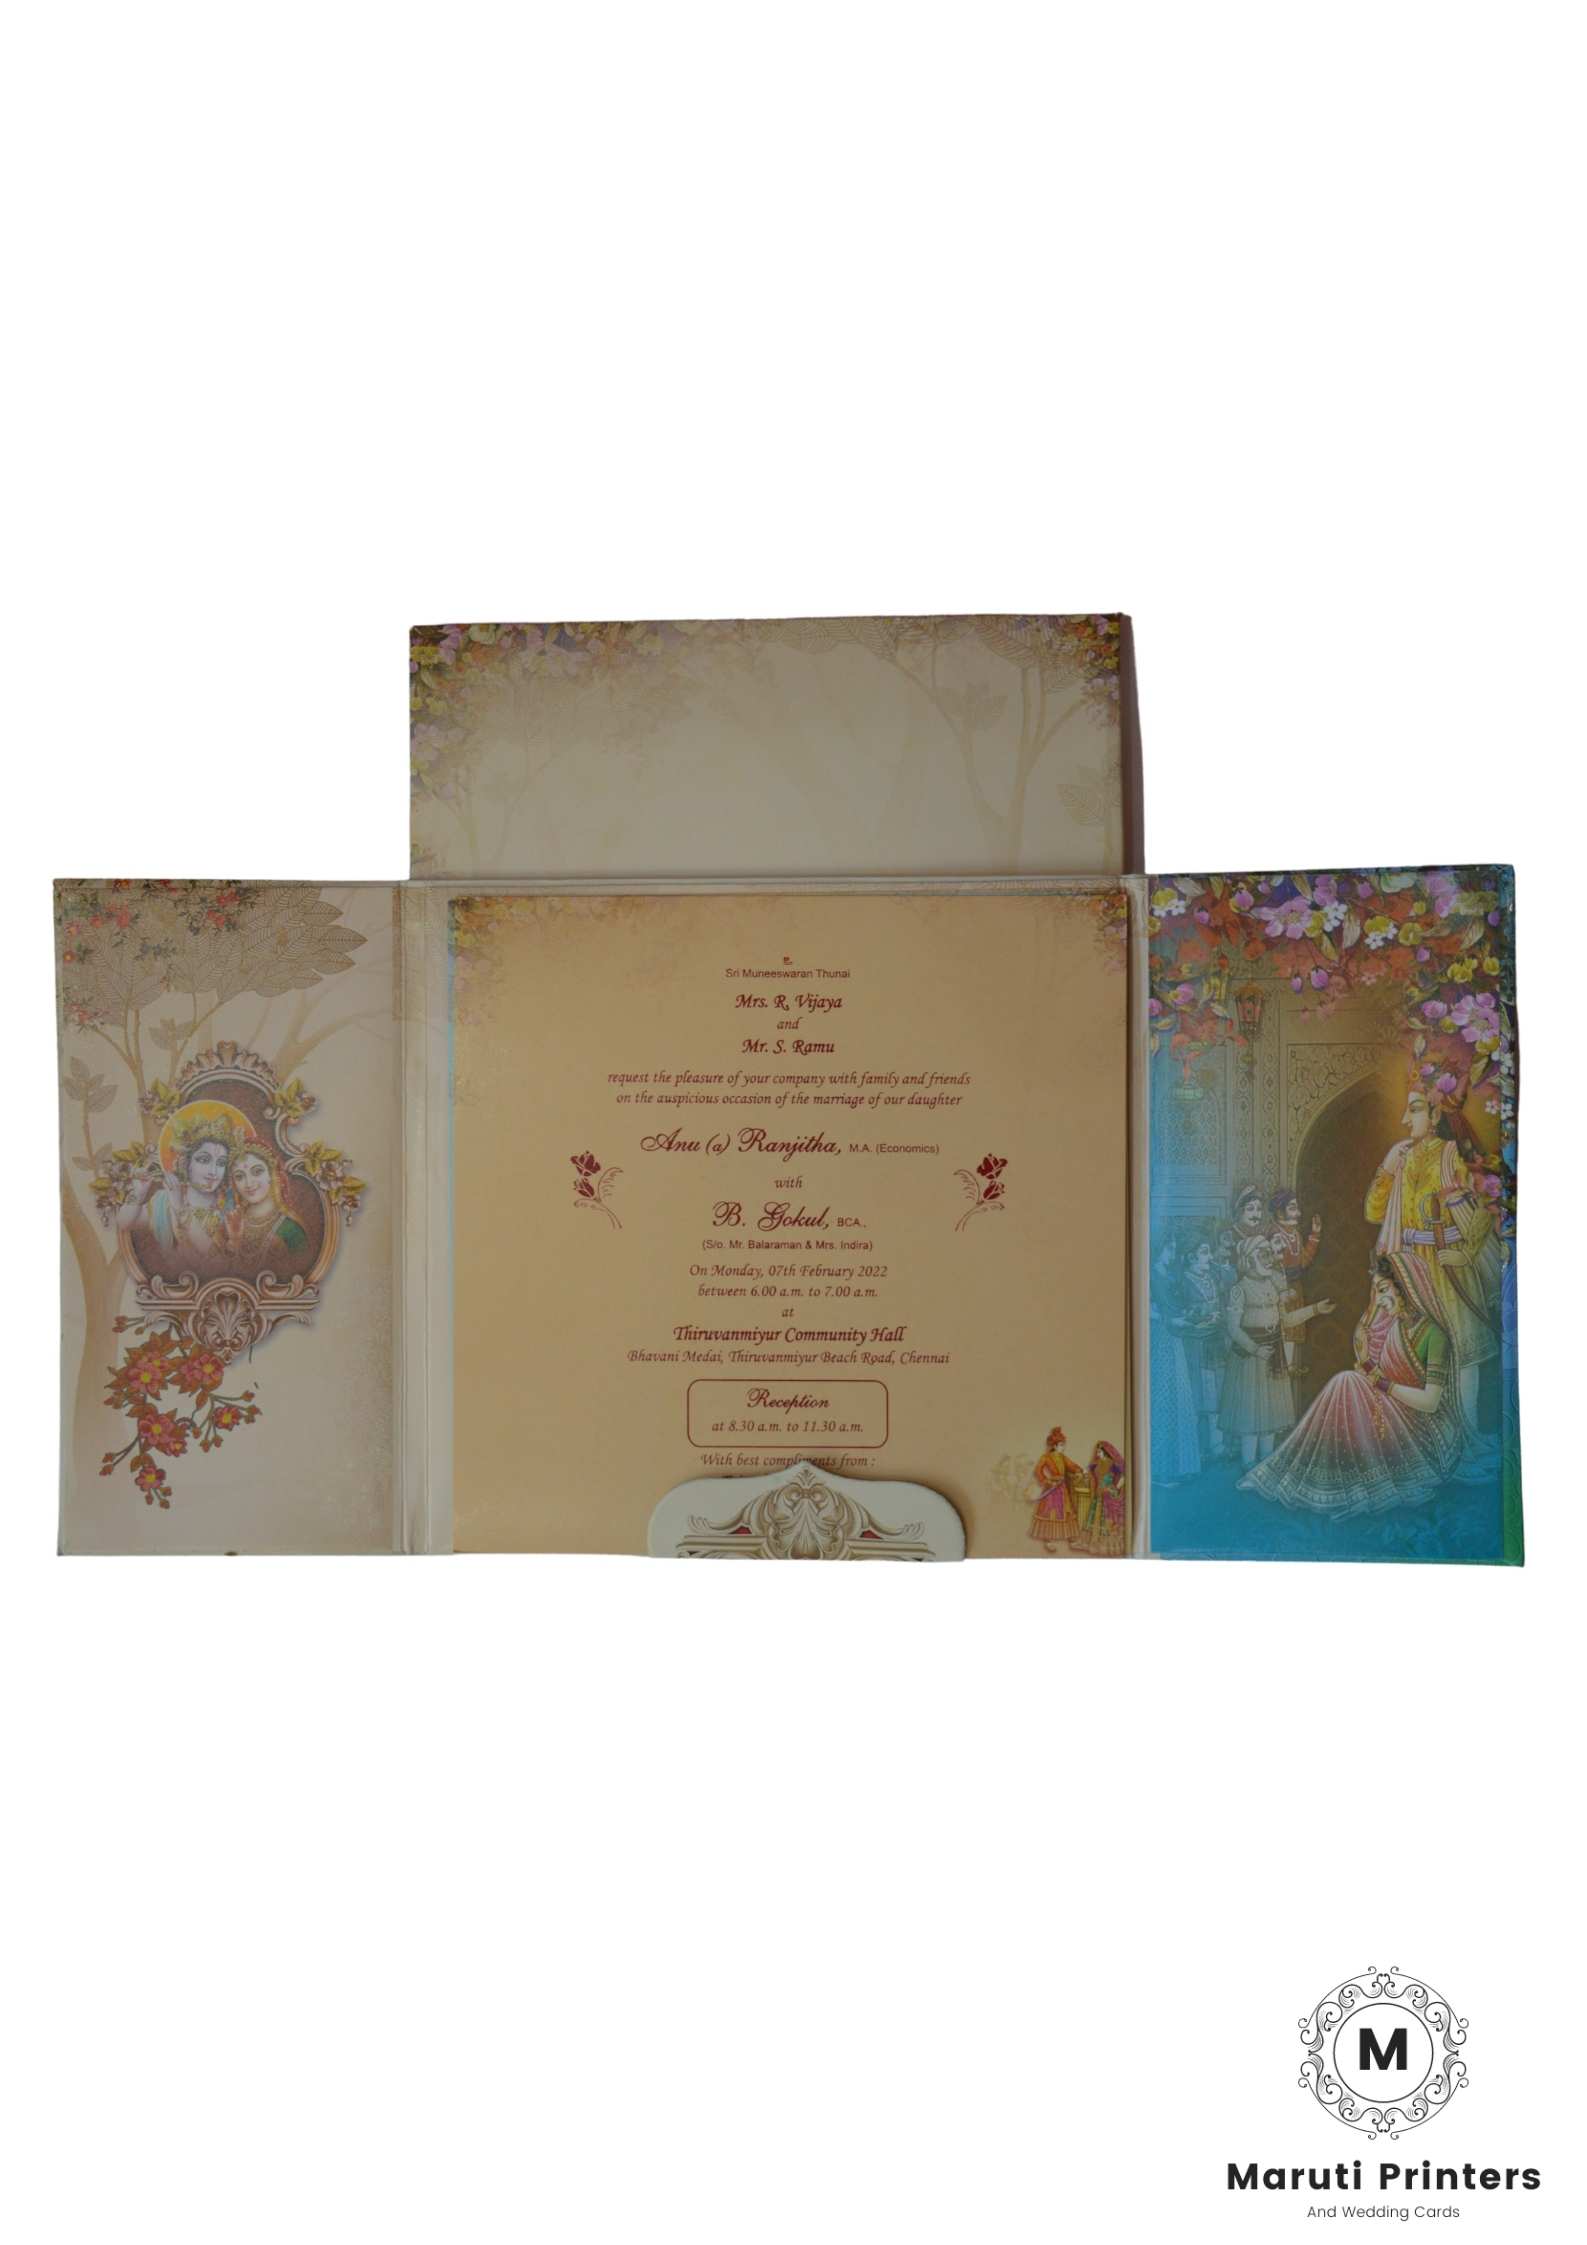 Sri Muneeswaran Thunai
Mrs. R. Vijaya
and
Mr. S. Ramu
request the pleasure of your company with family and friends
on the auspicious occasion of the marriage of our daughter
Anu (a) Ranjitha, M.A. (Economics)
with
B. Gokul, BCA.,
(S/o. Mr. Balaraman & Mrs. Indira)
On Monday, 07th February 2022
between 6.00 a.m. to 7.00 a.m.
at
Thiruvanmiyur Community Hall
Bhavani Medai, Thiruvanmiyur Beach Road, Chennai
Reception
at 8.30 a.m. to 11.30 a.m.
With best compliments from :
M
Maruti Printers
And Wedding Cards